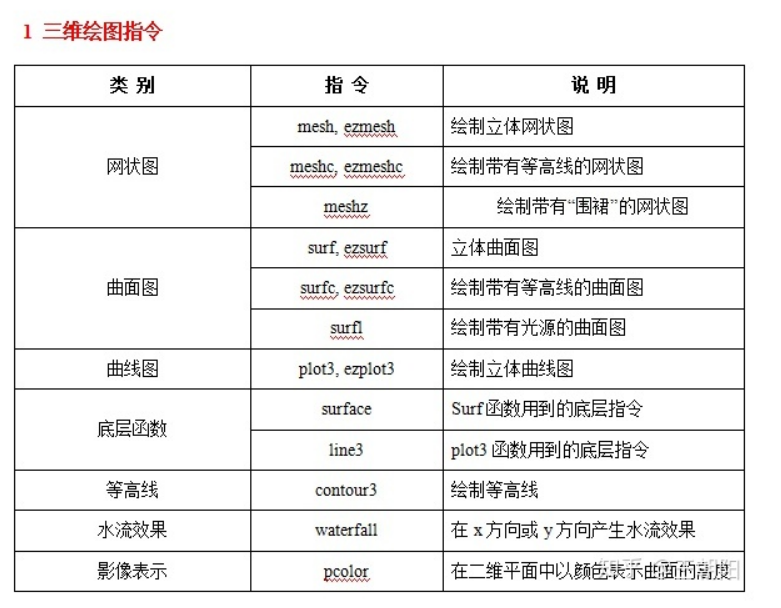 1 三维绘图指令
类 别 指 令 说 明
网状图 mesh, ezmesh 绘制立体网状图
meshc, ezmeshc 绘制带有等高线的网状图
meshz 绘制带有“围裙”的网状图
曲面图 surf, ezsurf 立体曲面图
surfc, ezsurfc 绘制带有等高线的曲面图
surfl 绘制带有光源的曲面图
曲线图 plot3, ezplot3 绘制立体曲线图
底层函数 surface Surf函数用到的底层指令
line3 plot3 函数用到的底层指令
等高线 contour3 绘制等高线
水流效果 waterfall 在 x 方向或 y 方向产生水流效果
影像表示 pcolor 在二维平面中以颜色表示曲面的高度
知乎